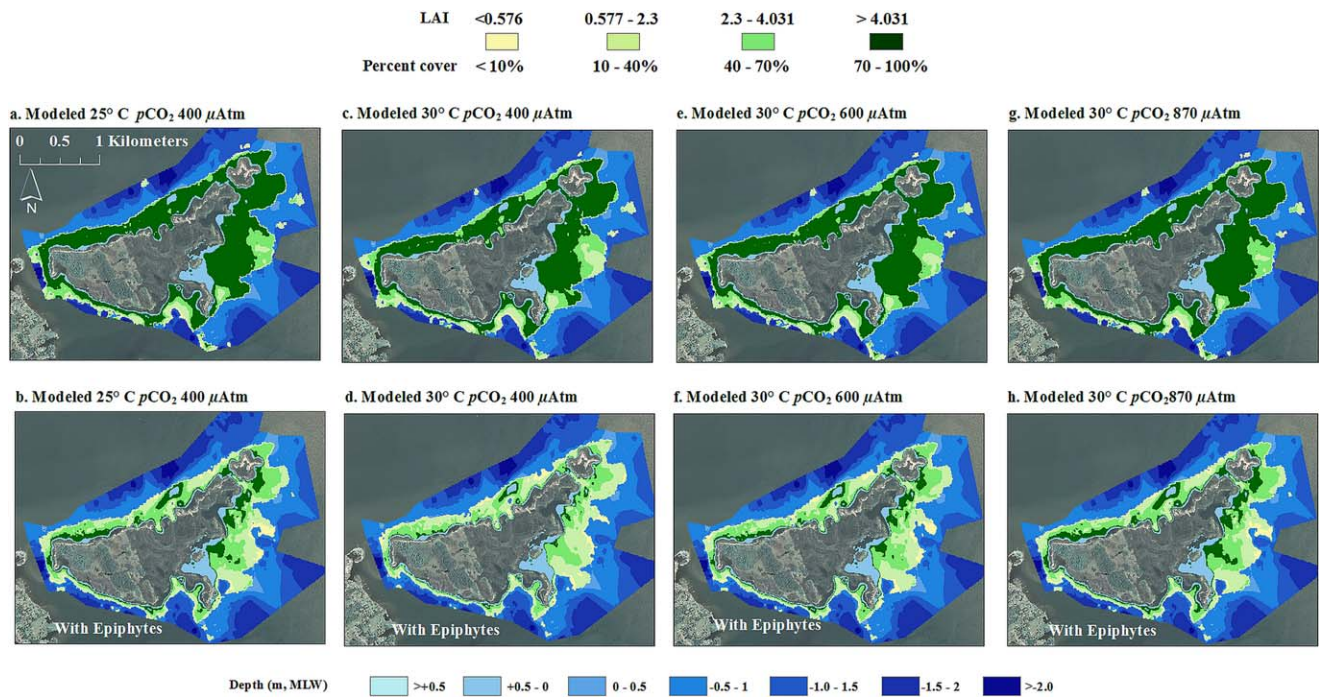 LAI <0.576 0.577 - 2.3 2.3 - 4.031 > 4.031
Percent cover < 10% 10 - 40% 40 - 70% 70 - 100%
a. Modeled 25° C pCO₂ 400 µAtm
c. Modeled 30° C pCO₂ 400 µAtm
e. Modeled 30° C pCO₂ 600 µAtm
g. Modeled 30° C pCO₂ 870 µAtm
0 0.5 1 Kilometers
N
b. Modeled 25° C pCO₂ 400 µAtm
d. Modeled 30° C pCO₂ 400 µAtm
f. Modeled 30° C pCO₂ 600 µAtm
h. Modeled 30° C pCO₂870 µAtm
With Epiphytes
With Epiphytes
With Epiphytes
With Epiphytes
Depth (m, MLW) >+0.5 +0.5 - 0 0 - 0.5 -0.5 - 1 -1.0 - 1.5 -1.5 - 2 >-2.0